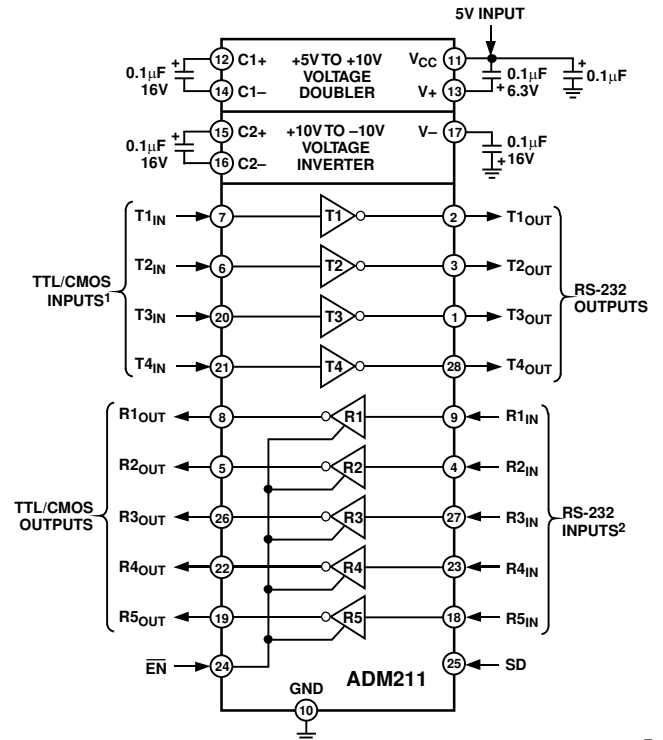 5V INPUT
12 C1+ +5V TO +10V VOLTAGE DOUBLER VCC 11
0.1µF 16V
14 C1– V+ 13
0.1µF 6.3V
0.1µF
15 C2+ +10V TO –10V VOLTAGE INVERTER V– 17
0.1µF 16V
16 C2–
0.1µF 16V
T1IN 7 T1 2 T1OUT
T2IN 6 T2 3 T2OUT
TTL/CMOS INPUTS1
RS-232 OUTPUTS
T3IN 20 T3 1 T3OUT
T4IN 21 T4 28 T4OUT
R1OUT 8 R1 9 R1IN
R2OUT 5 R2 4 R2IN
TTL/CMOS OUTPUTS
RS-232 INPUTS2
R3OUT 26 R3 27 R3IN
R4OUT 22 R4 23 R4IN
R5OUT 19 R5 18 R5IN
EN 24 25 SD
ADM211
GND
10